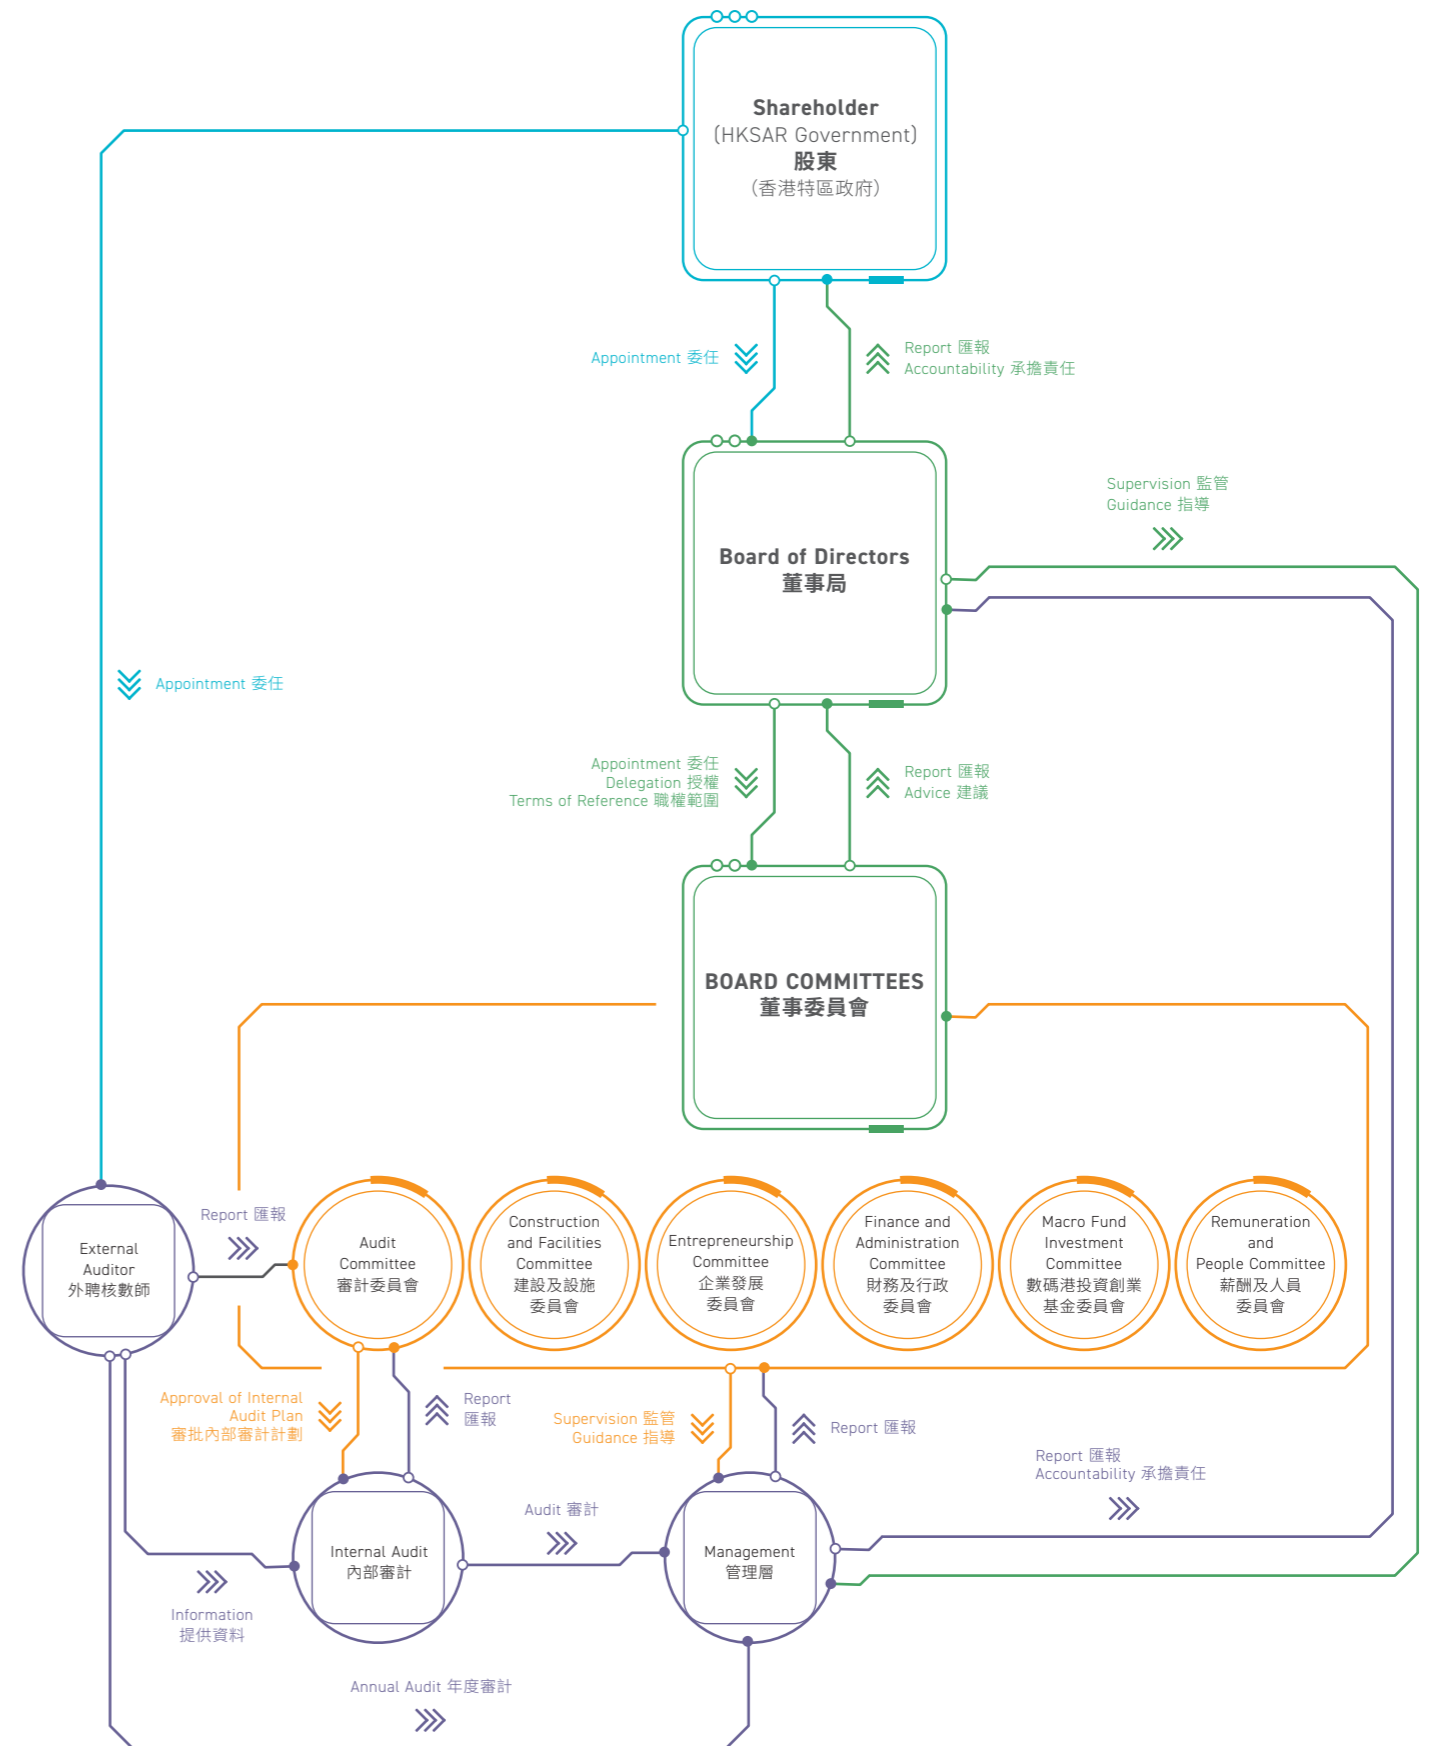 Shareholder
(HKSAR Government)
股東
（香港特區政府）
Appointment 委任
Report 匯報
Accountability 承擔責任
Supervision 監管
Guidance 指導
Board of Directors
董事局
Appointment 委任
Appointment 委任
Delegation 授權
Terms of Reference 職權範圍
Report 匯報
Advice 建議
BOARD COMMITTEES
董事委員會
Report 匯報
External
Auditor
外聘核數師
Audit
Committee
審計委員會
Construction
and Facilities
Committee
建設及設施
委員會
Entrepreneurship
Committee
企業發展
委員會
Finance and
Administration
Committee
財務及行政
委員會
Macro Fund
Investment
Committee
數碼港投資創業
基金委員會
Remuneration
and
People Committee
薪酬及人員
委員會
Approval of Internal
Audit Plan
審批內部審計計劃
Report
匯報
Supervision 監管
Guidance 指導
Report 匯報
Report 匯報
Accountability 承擔責任
Audit 審計
Internal Audit
內部審計
Management
管理層
Information
提供資料
Annual Audit 年度審計